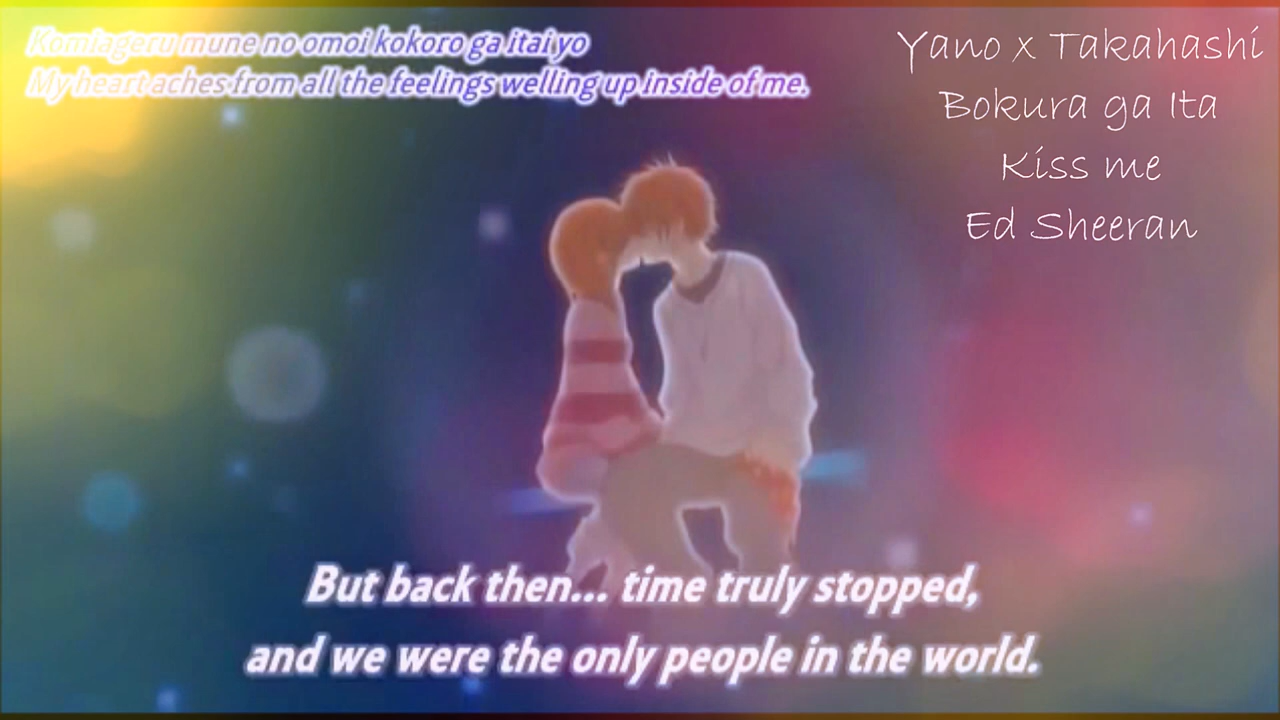 Komiageru mune no omoi kokoro ga itai yo
My heart aches from all the feelings welling up inside of me.
Yano x Takahashi
Bokura ga Ita
Kiss me
Ed Sheeran
But back then... time truly stopped,
and we were the only people in the world.